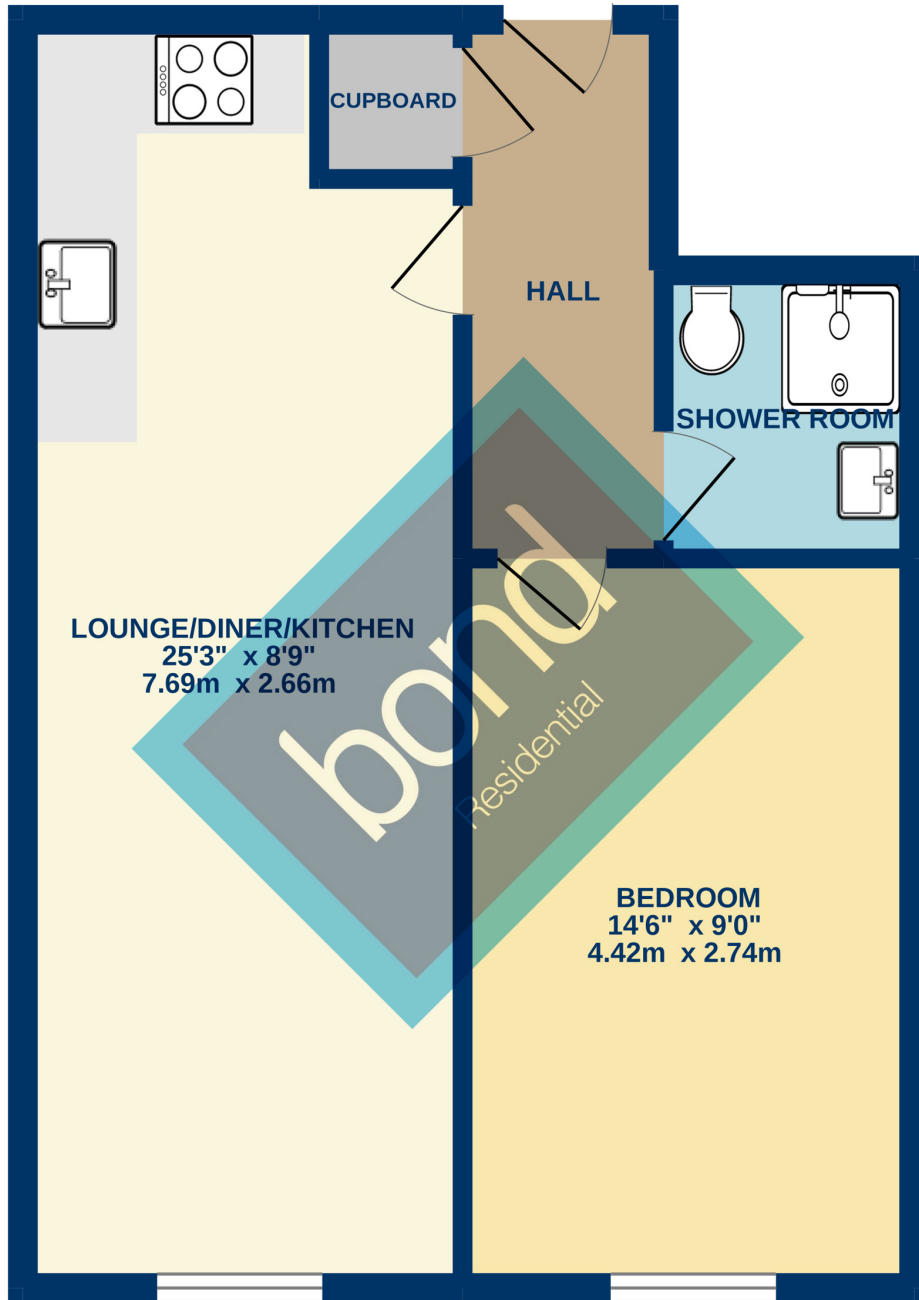 CUPBOARD
HALL
SHOWER ROOM
LOUNGE/DINER/KITCHEN
25'3" x 8'9"
7.69m x 2.66m
bond
Residential
BEDROOM
14'6" x 9'0"
4.42m x 2.74m